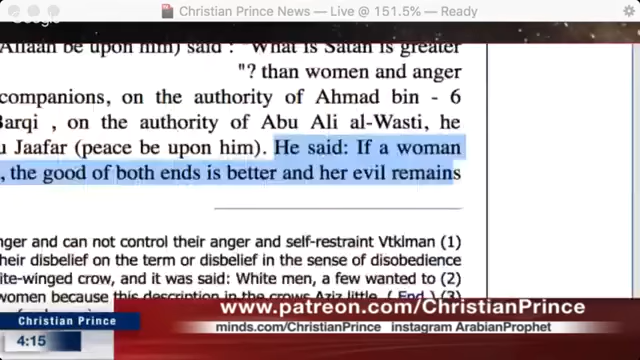 Christian Prince News — Live @ 151.5% — Ready
Google
Allaah be upon him) said : "What is Satan is greater
"? than women and anger
companions, on the authority of Ahmad bin - 6
Barqi , on the authority of Abu Ali al-Wasti, he
u Jaafar (peace be upon him). He said: If a woman
, the good of both ends is better and her evil remains
nger and can not control their anger and self-restraint Vtklman (1)
heir disbelief on the term or disbelief in the sense of disobedience
ite-winged crow, and it was said: White men, a few wanted to (2)
women because this description in the crows Aziz little. ( End ) (3)
www.patreon.com/ChristianPrince
Christian Prince
minds.com/ChristianPrince instagram ArabianProphet
4:15